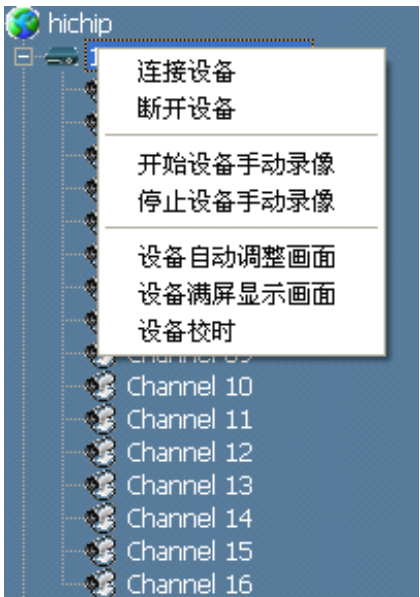 hichip
连接设备
断开设备
开始设备手动录像
停止设备手动录像
设备自动调整画面
设备满屏显示画面
设备校时
Channel 09
Channel 10
Channel 11
Channel 12
Channel 13
Channel 14
Channel 15
Channel 16